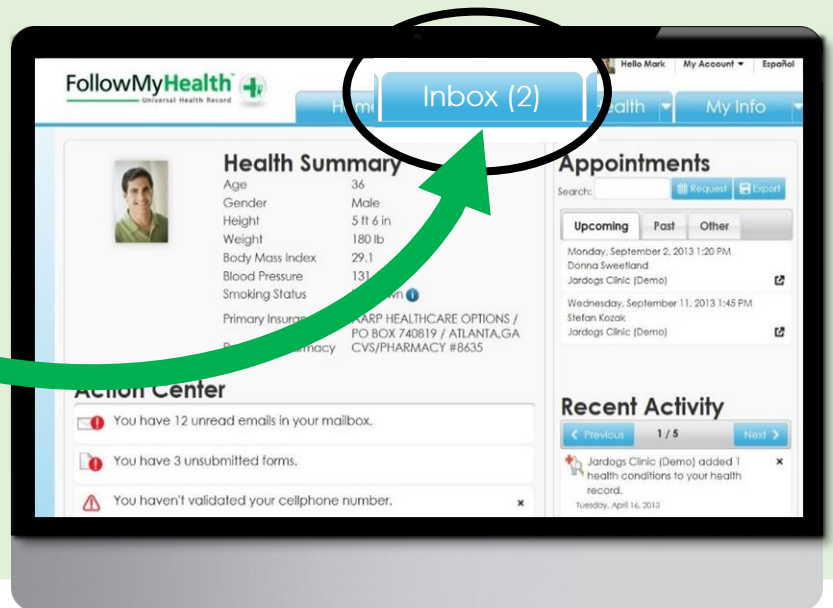 Hello Mark My Account Español
FollowMyHealth
Universal Health Record
Inbox (2)
My Info
Health Summary
Age 36
Gender Male
Height 5 ft 6 in
Weight 180 lb
Body Mass Index 29.1
Blood Pressure 131
Smoking Status
Primary HEALTHCARE OPTIONS /
PO BOX 740819 / ATLANTA,GA
CVS/PHARMACY #8635
Action Center
You have 12 unread emails in your mailbox.
You have 3 unsubmitted forms.
You haven't validated your cellphone number. x
Appointments
Search: Request Export
Upcoming Past Other
Monday, September 2, 2013 1:20 PM
Donna Sweetland
Jardogs Clinic (Demo)
Wednesday, September 11, 2013 1:45 PM
Stefan Kozak
Jardogs Clinic (Demo)
Recent Activity
Previous 1 / 5 Next
Jardogs Clinic (Demo) added 1 x
health conditions to your health
record.
Tuesday, April 16, 2013